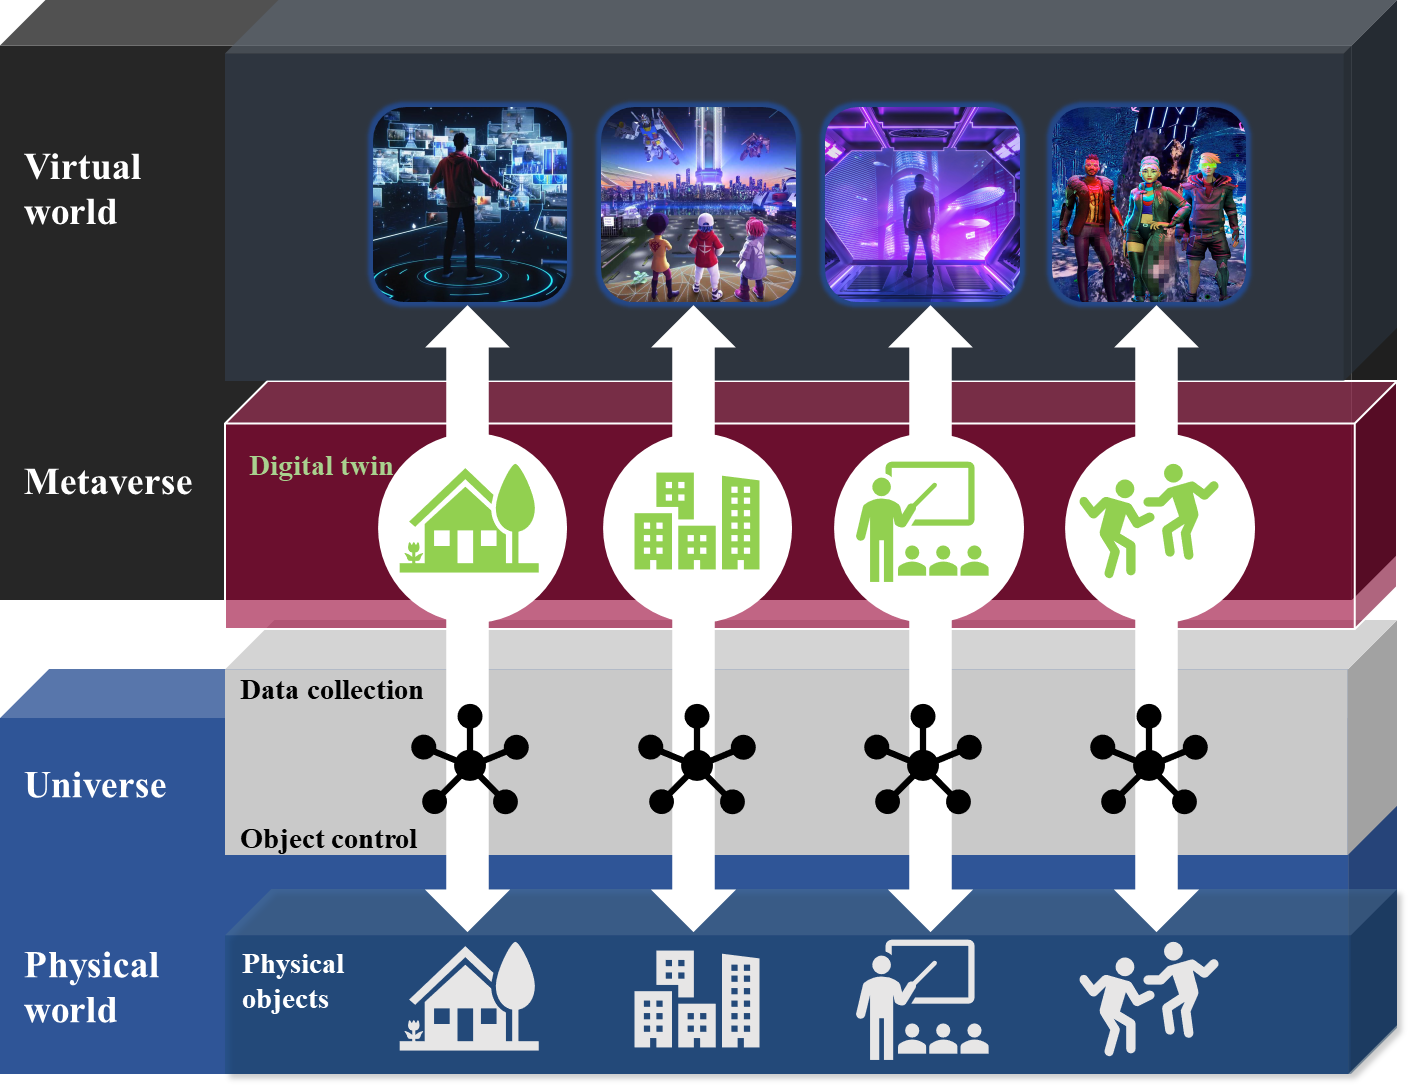 Virtual
world
Metaverse
Digital twin
Data collection
Universe
Object control
Physical
world
Physical
objects